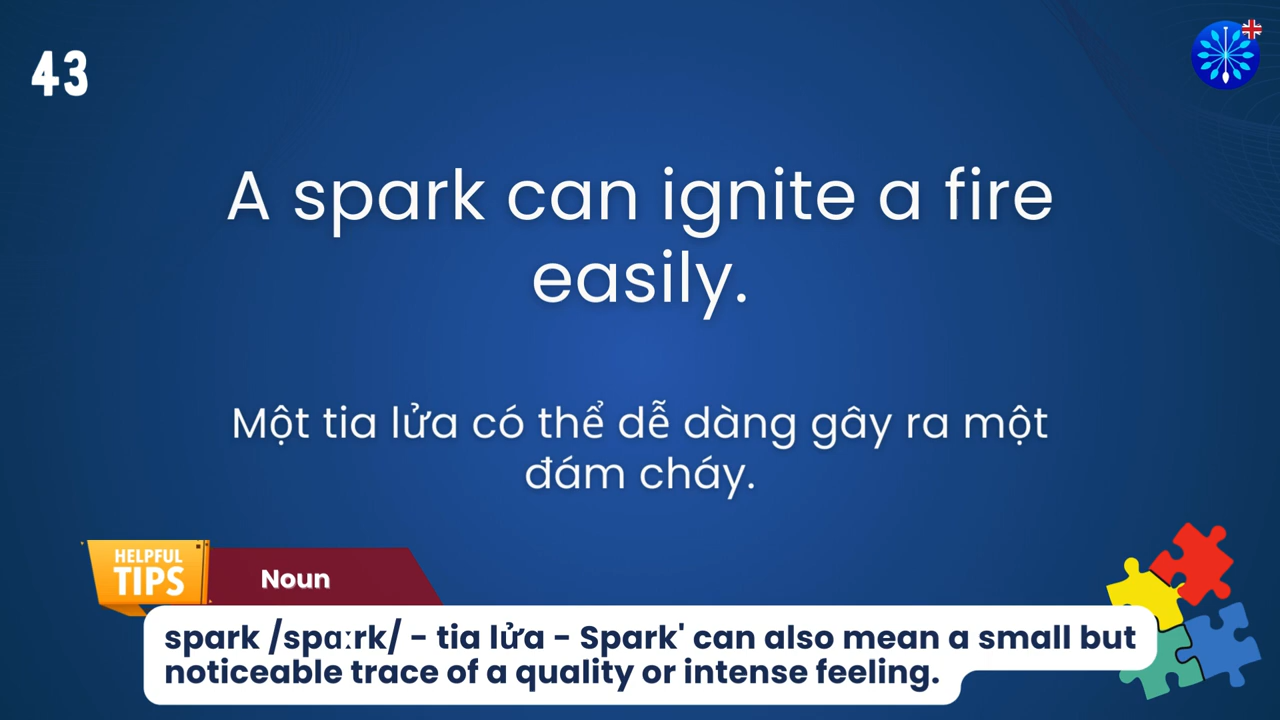 43
A spark can ignite a fire
easily.
Một tia lửa có thể dễ dàng gây ra một
đám cháy.
HELPFUL
TIPS
Noun
spark /spɑːrk/ - tia lửa - Spark' can also mean a small but
noticeable trace of a quality or intense feeling.